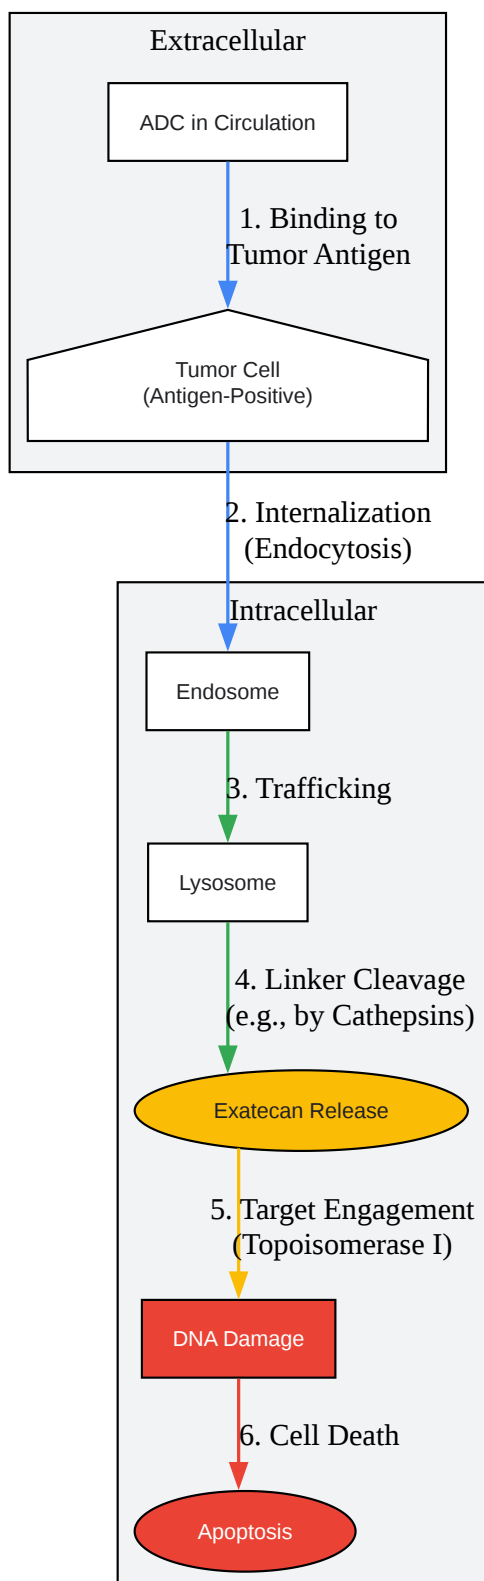 Extracellular
ADC in Circulation
1. Binding to
Tumor Antigen
Tumor Cell
(Antigen-Positive)
2. Internalization
(Endocytosis)
Intracellular
Endosome
3. Trafficking
Lysosome
4. Linker Cleavage
(e.g., by Cathepsins)
Exatecan Release
5. Target Engagement
(Topoisomerase I)
DNA Damage
6. Cell Death
Apoptosis